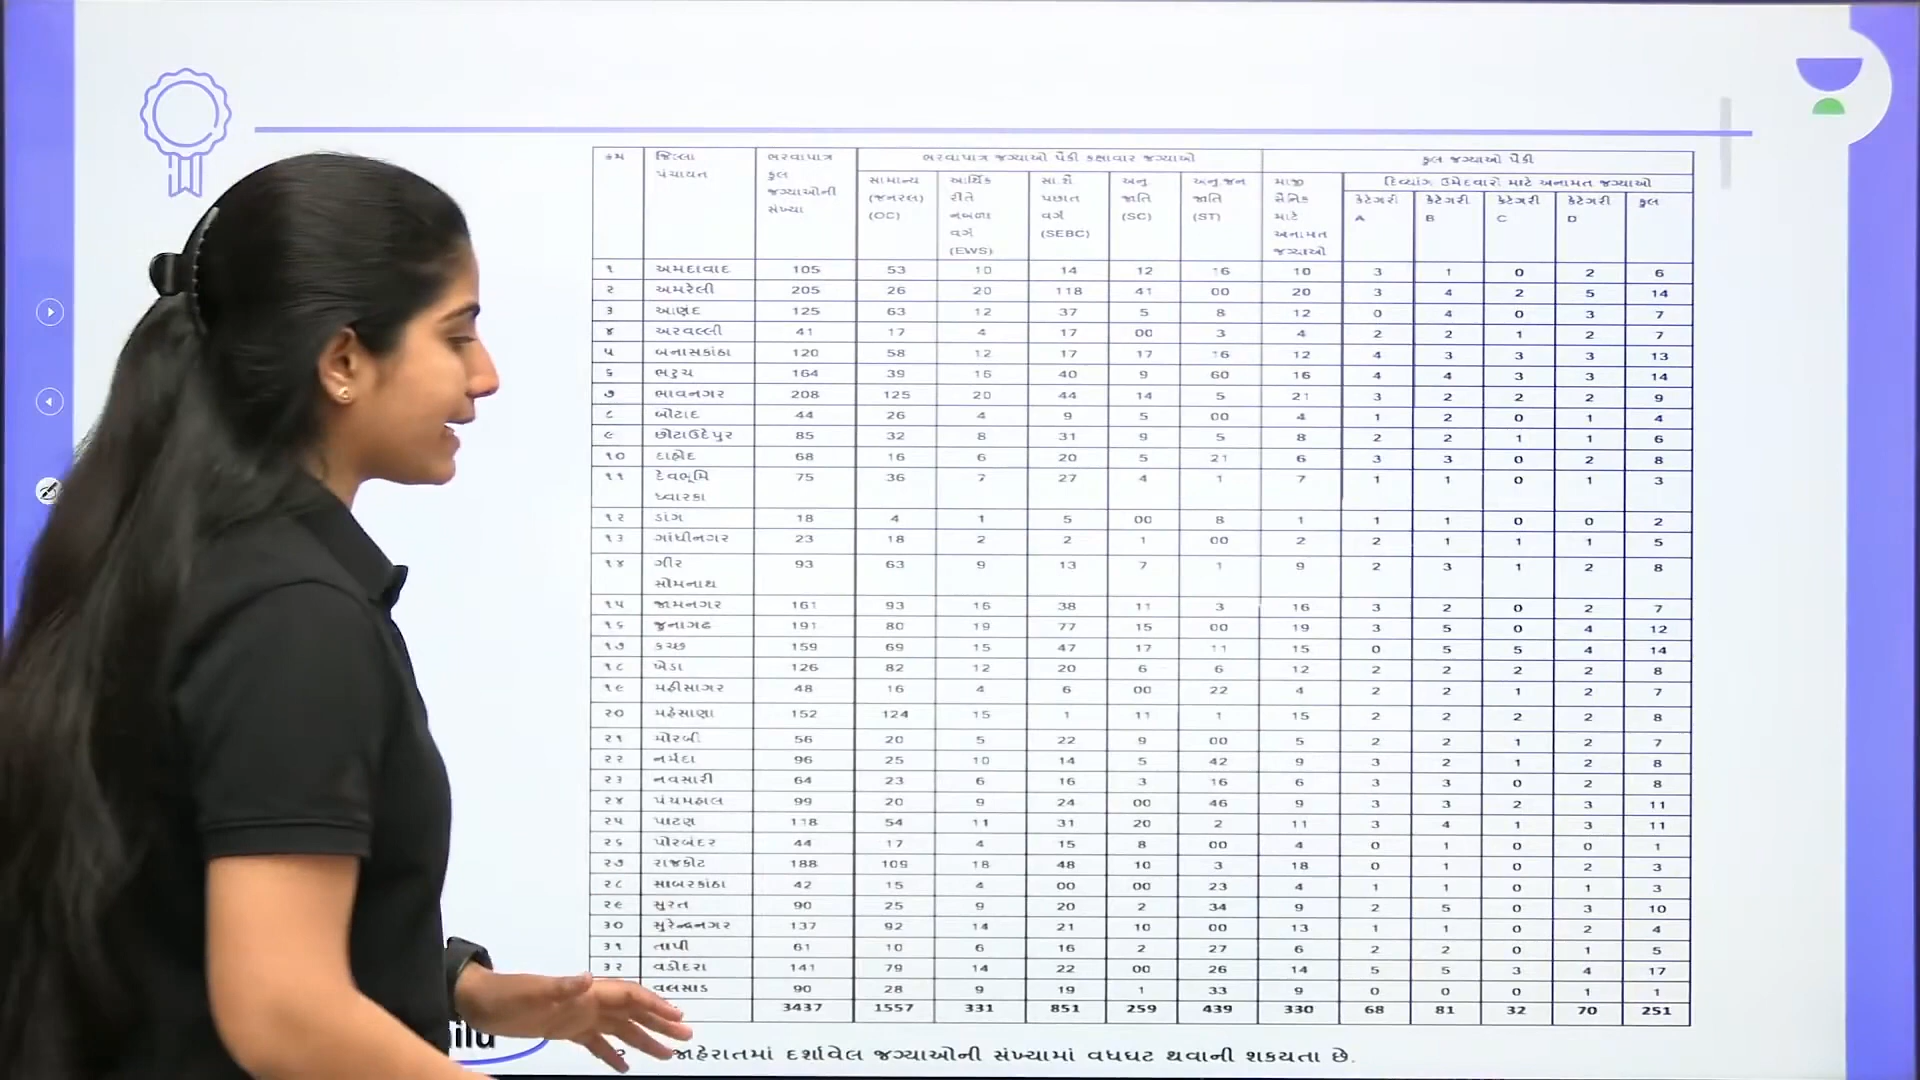 ક્રમ જિલ્લા પંચાયત ભરવાપાત્ર કુલ જગ્યાઓની સંખ્યા ભરવાપાત્ર જગ્યાઓ પૈકી કક્ષાવાર જગ્યાઓ કુલ જગ્યાઓ પૈકી
સામાન્ય (જનરલ) (OC) આર્થિક રીતે નબળા વર્ગ (EWS) સા.શૈ. પછાત વર્ગ (SEBC) અનુ જાતિ (SC) અનુ.જન જાતિ (ST) માજી સૈનિક માટે અનામત જગ્યાઓ દિવ્યાંગ ઉમેદવારો માટે અનામત જગ્યાઓ
કેટેગરી A કેટેગરી B કેટેગરી C કેટેગરી D કુલ
૧ અમદાવાદ 105 53 10 14 12 16 10 3 1 0 2 6
૨ અમરેલી 205 26 20 118 41 00 20 3 4 2 5 14
૩ આણંદ 125 63 12 37 5 8 12 0 4 0 3 7
૪ અરવલ્લી 41 17 4 17 00 3 4 2 2 1 2 7
૫ બનાસકાંઠા 120 58 12 17 17 16 12 4 3 3 3 13
૬ ભરુચ 164 39 16 40 9 60 16 4 4 3 3 14
૭ ભાવનગર 208 125 20 44 14 5 21 3 2 2 2 9
૮ બોટાદ 44 26 4 9 5 00 4 1 2 0 1 4
૯ છોટાઉદેપુર 85 32 8 31 9 5 8 2 2 1 1 6
૧૦ દાહોદ 68 16 6 20 5 21 6 3 3 0 2 8
૧૧ દેવભૂમિ ધ્વારકા 75 36 7 27 4 1 7 1 1 0 1 3
૧૨ ડાંગ 18 4 1 5 00 8 1 1 1 0 0 2
૧૩ ગાંધીનગર 23 18 2 2 1 00 2 2 1 1 1 5
૧૪ ગીર સોમનાથ 93 63 9 13 7 1 9 2 3 1 2 8
૧૫ જામનગર 161 93 16 38 11 3 16 3 2 0 2 7
૧૬ જુનાગઢ 191 80 19 77 15 00 19 3 5 0 4 12
૧૭ કચ્છ 159 69 15 47 17 11 15 0 5 5 4 14
૧૮ ખેડા 126 82 12 20 6 6 12 2 2 2 2 8
૧૯ મહીસાગર 48 16 4 6 00 22 4 2 2 1 2 7
૨૦ મહેસાણા 152 124 15 1 11 1 15 2 2 2 2 8
૨૧ મોરબી 56 20 5 22 9 00 5 2 2 1 2 7
૨૨ નર્મદા 96 25 10 14 5 42 9 3 2 1 2 8
૨૩ નવસારી 64 23 6 16 3 16 6 3 3 0 2 8
૨૪ પંચમહાલ 99 20 9 24 00 46 9 3 3 2 3 11
૨૫ પાટણ 118 54 11 31 20 2 11 3 4 1 3 11
૨૬ પોરબંદર 44 17 4 15 8 00 4 0 1 0 0 1
૨૭ રાજકોટ 188 109 18 48 10 3 18 0 1 0 2 3
૨૮ સાબરકાંઠા 42 15 4 00 00 23 4 1 1 0 1 3
૨૯ સુરત 90 25 9 20 2 34 9 2 5 0 3 10
૩૦ સુરેન્દ્રનગર 137 92 14 21 10 00 13 1 1 0 2 4
૩૧ તાપી 61 10 6 16 2 27 6 2 2 0 1 5
૩૨ વડોદરા 141 79 14 22 00 26 14 5 5 3 4 17
વલસાડ 90 28 9 19 1 33 9 0 0 0 1 1
3437 1557 331 851 259 439 330 68 81 32 70 251
જાહેરાતમાં દર્શાવેલ જગ્યાઓની સંખ્યામાં વધઘટ થવાની શકયતા છે.